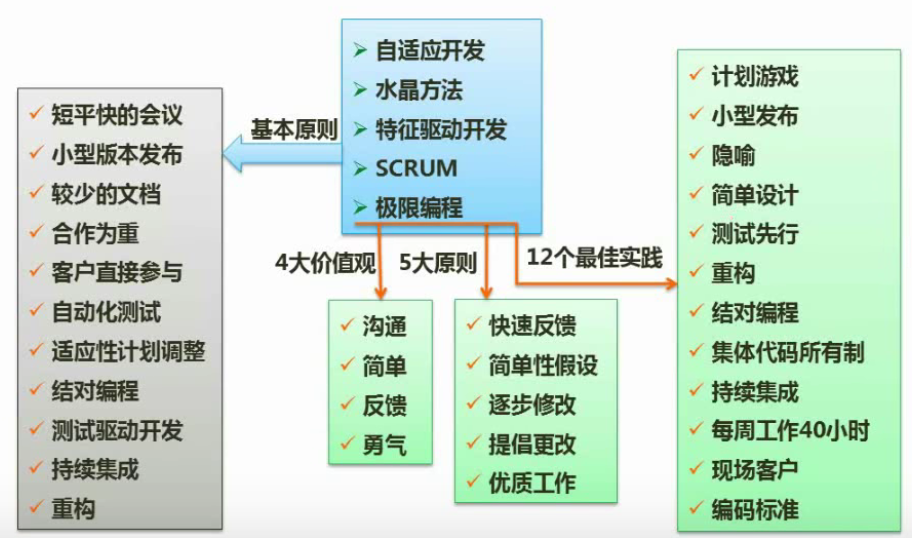 自适应开发
水晶方法
特征驱动开发
SCRUM
极限编程
基本原则
短平快的会议
小型版本发布
较少的文档
合作为重
客户直接参与
自动化测试
适应性计划调整
结对编程
测试驱动开发
持续集成
重构
4大价值观
沟通
简单
反馈
勇气
5大原则
快速反馈
简单性假设
逐步修改
提倡更改
优质工作
12个最佳实践
计划游戏
小型发布
隐喻
简单设计
测试先行
重构
结对编程
集体代码所有制
持续集成
每周工作40小时
现场客户
编码标准